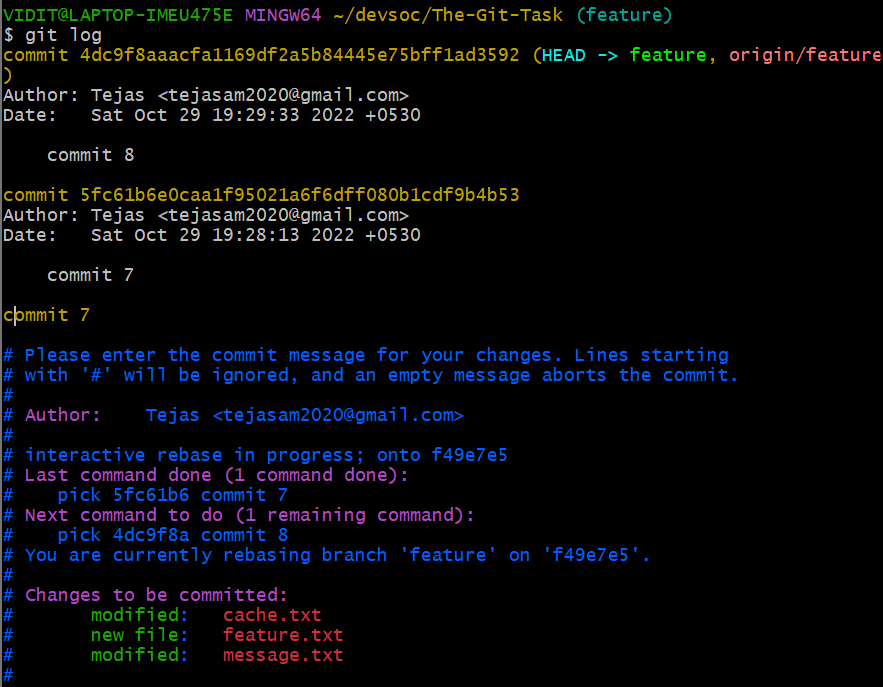 VIDIT@LAPTOP-IMEU475E MINGW64 ~/devsoc/The-Git-Task (feature)
$ git log
commit 4dc9f8aaacfa1169df2a5b84445e75bff1ad3592 (HEAD -> feature, origin/feature
)
Author: Tejas <tejasam2020@gmail.com>
Date:   Sat Oct 29 19:29:33 2022 +0530
    commit 8
commit 5fc61b6e0caa1f95021a6f6dff080b1cdf9b4b53
Author: Tejas <tejasam2020@gmail.com>
Date:   Sat Oct 29 19:28:13 2022 +0530
    commit 7
commit 7
# Please enter the commit message for your changes. Lines starting
# with '#' will be ignored, and an empty message aborts the commit.
#
# Author:    Tejas <tejasam2020@gmail.com>
#
# interactive rebase in progress; onto f49e7e5
# Last command done (1 command done):
#    pick 5fc61b6 commit 7
# Next command to do (1 remaining command):
#    pick 4dc9f8a commit 8
# You are currently rebasing branch 'feature' on 'f49e7e5'.
#
# Changes to be committed:
#       modified:   cache.txt
#       new file:   feature.txt
#       modified:   message.txt
#